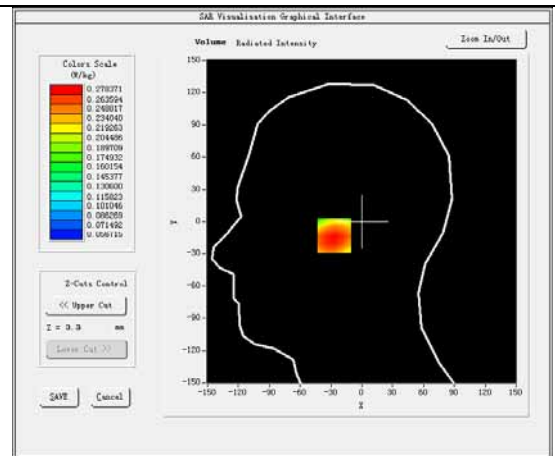 SAR Visualisation Graphical Interface
Volume Radiated Intensity
Zoom In/Out
Colors Scale
(W/kg)
0.278371
0.263594
0.248817
0.234040
0.219263
0.204486
0.189709
0.174932
0.160154
0.145377
0.130600
0.115823
0.101046
0.086269
0.071492
0.056715
Z-Cuts Control
<< Upper Cut
Z = 3.3 mm
Lower Cut >>
SAVE
Cancel
150
120
90
60
30
0
-30
-60
-90
-120
-150
Y
-150 -120 -90 -60 -30 0 30 60 90 120 150
X